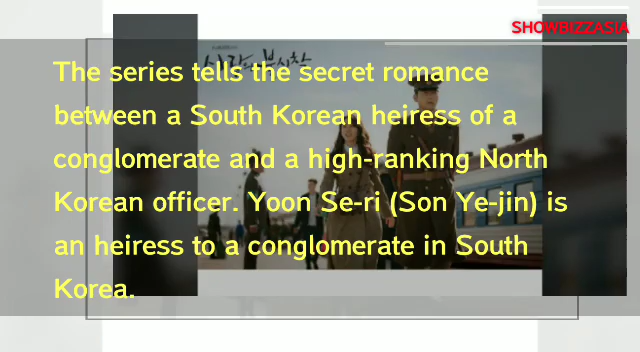 SHOWBIZZASIA
The series tells the secret romance
between a South Korean heiress of a
conglomerate and a high-ranking North
Korean officer. Yoon Se-ri (Son Ye-jin) is
an heiress to a conglomerate in South
Korea.